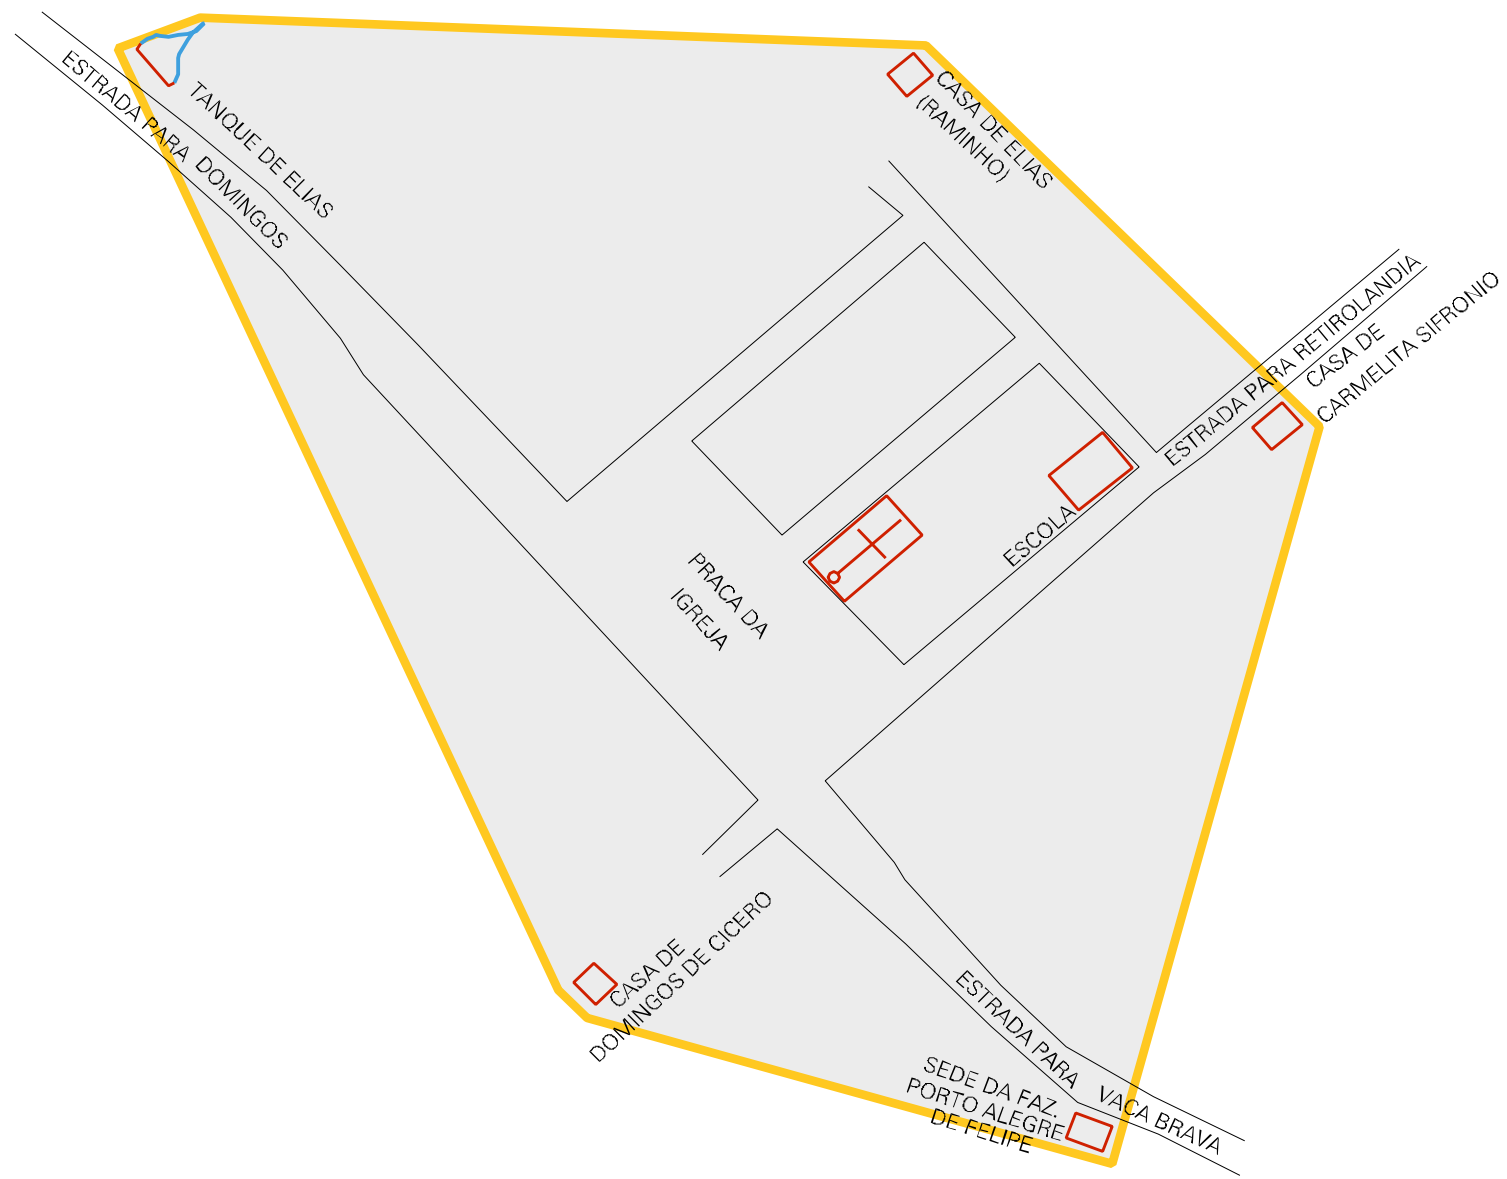 ESTRADA PARA DOMINGOS
TANQUE DE ELIAS
CASA DE ELIAS
(RAMINHO)
ESTRADA PARA RETIROLANDIA
CASA DE
CARMELITA SIFRONIO
ESCOLA
PRACA DA
IGREJA
CASA DE
DOMINGOS DE CICERO
ESTRADA PARA VACA BRAVA
SEDE DA FAZ.
PORTO ALEGRE
DE FELIPE